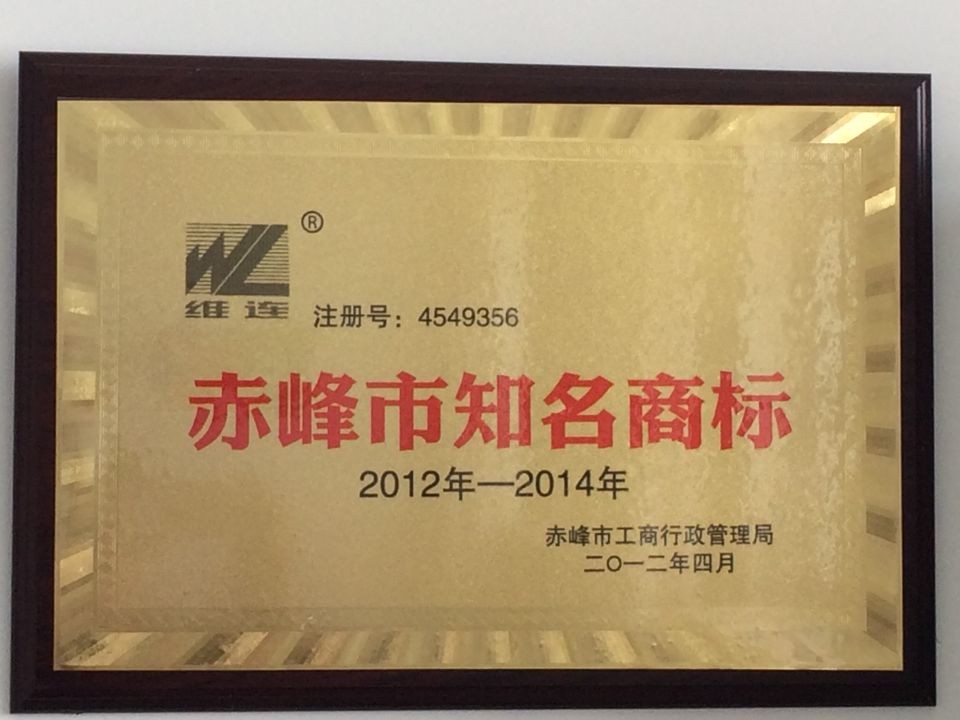 WL®
维连
注册号：4549356
赤峰市知名商标
2012年—2014年
赤峰市工商行政管理局
二〇一二年四月